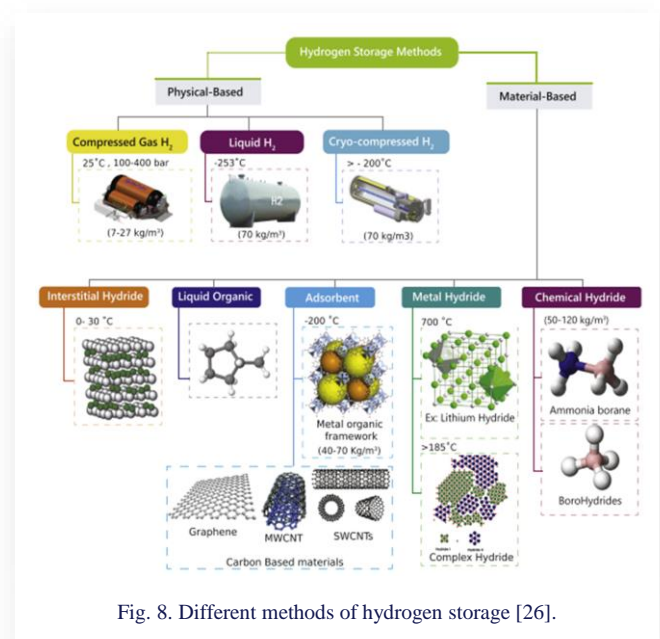 Hydrogen Storage Methods
Physical-Based
Material-Based
Compressed Gas H₂
Liquid H₂
Cryo-compressed H₂
25˚C , 100-400 bar
-253˚C
> - 200˚C
H2
(7-27 kg/m³)
(70 kg/m³)
(70 kg/m3)
Interstitial Hydride
Liquid Organic
Adsorbent
Metal Hydride
Chemical Hydride
0- 30 ˚C
-200 ˚C
700 ˚C
(50-120 kg/m³)
Metal organic
framework
(40-70 Kg/m³)
Ex: Lithium Hydride
Ammonia borane
>185˚C
Graphene
MWCNT
SWCNTs
Carbon Based materials
Complex Hydride
BoroHydrides
Fig. 8. Different methods of hydrogen storage [26].